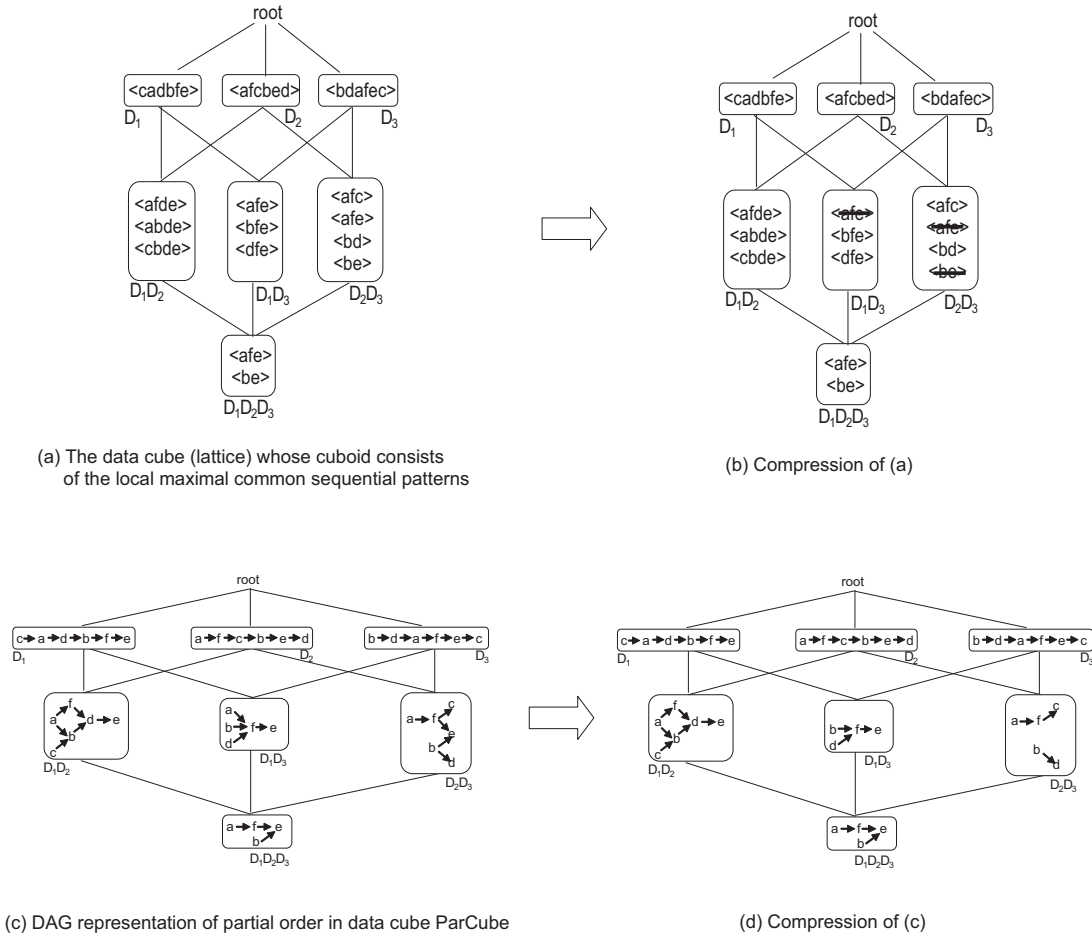 root
<cadbfe>
<afcbed>
<bdafec>
D1
D2
D3
<afde>
<abde>
<cbde>
<afe>
<bfe>
<dfe>
<afc>
<afe>
<bd>
<be>
D1D2
D1D3
D2D3
<afe>
<be>
D1D2D3
(a) The data cube (lattice) whose cuboid consists
of the local maximal common sequential patterns
root
<cadbfe>
<afcbed>
<bdafec>
D1
D2
D3
<afde>
<abde>
<cbde>
<afe>
<bfe>
<dfe>
<afc>
<afe>
<bd>
<be>
D1D2
D1D3
D2D3
<afe>
<be>
D1D2D3
(b) Compression of (a)
root
c a d b f e
a f c b e d
b d a f e c
D1
D2
D3
f
a d e
b
c
a
b f e
d
c
a f
e
b
d
D1D2
D1D3
D2D3
a f e
b
D1D2D3
(c) DAG representation of partial order in data cube ParCube
root
c a d b f e
a f c b e d
b d a f e c
D1
D2
D3
f
a d e
b
c
b f e
d
c
a f
b
d
D1D2
D1D3
D2D3
a f e
b
D1D2D3
(d) Compression of (c)